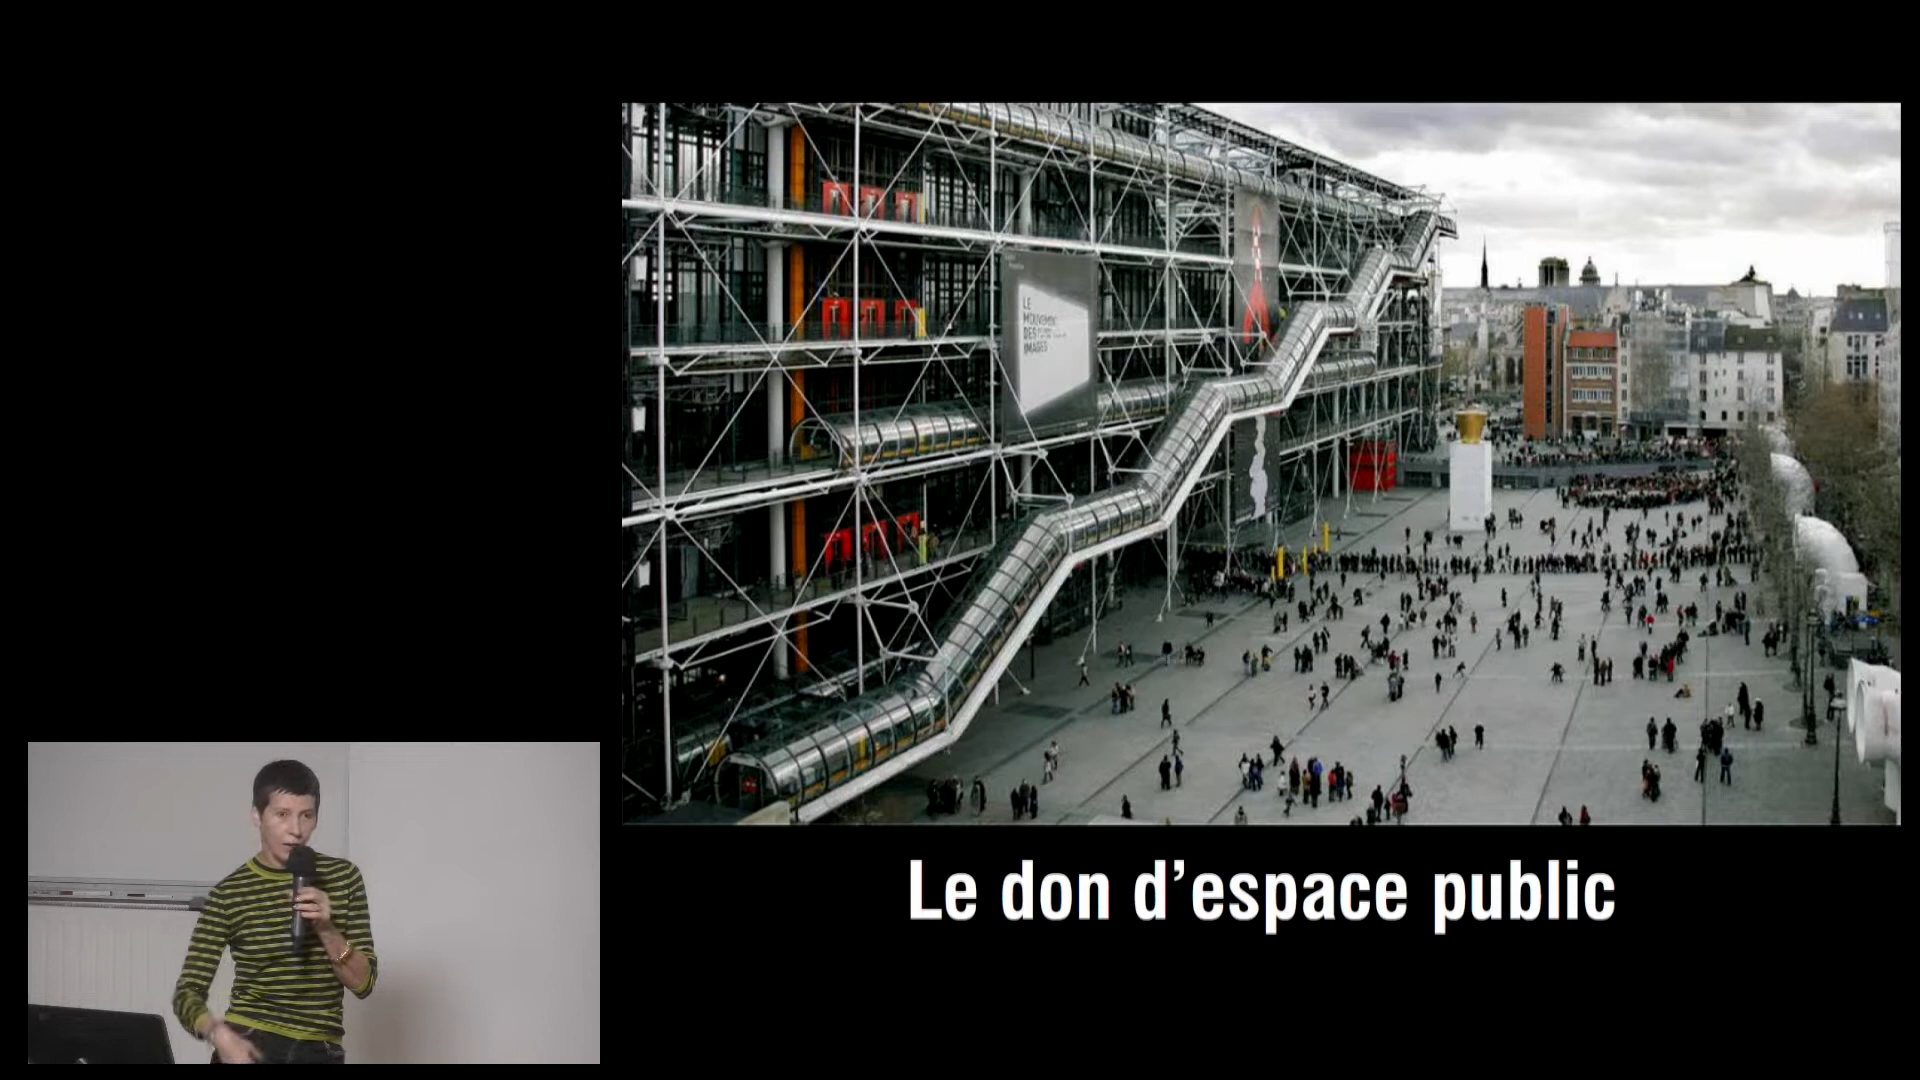 LE
MOUVEMENT
DES
IMAGES
Le don d’espace public